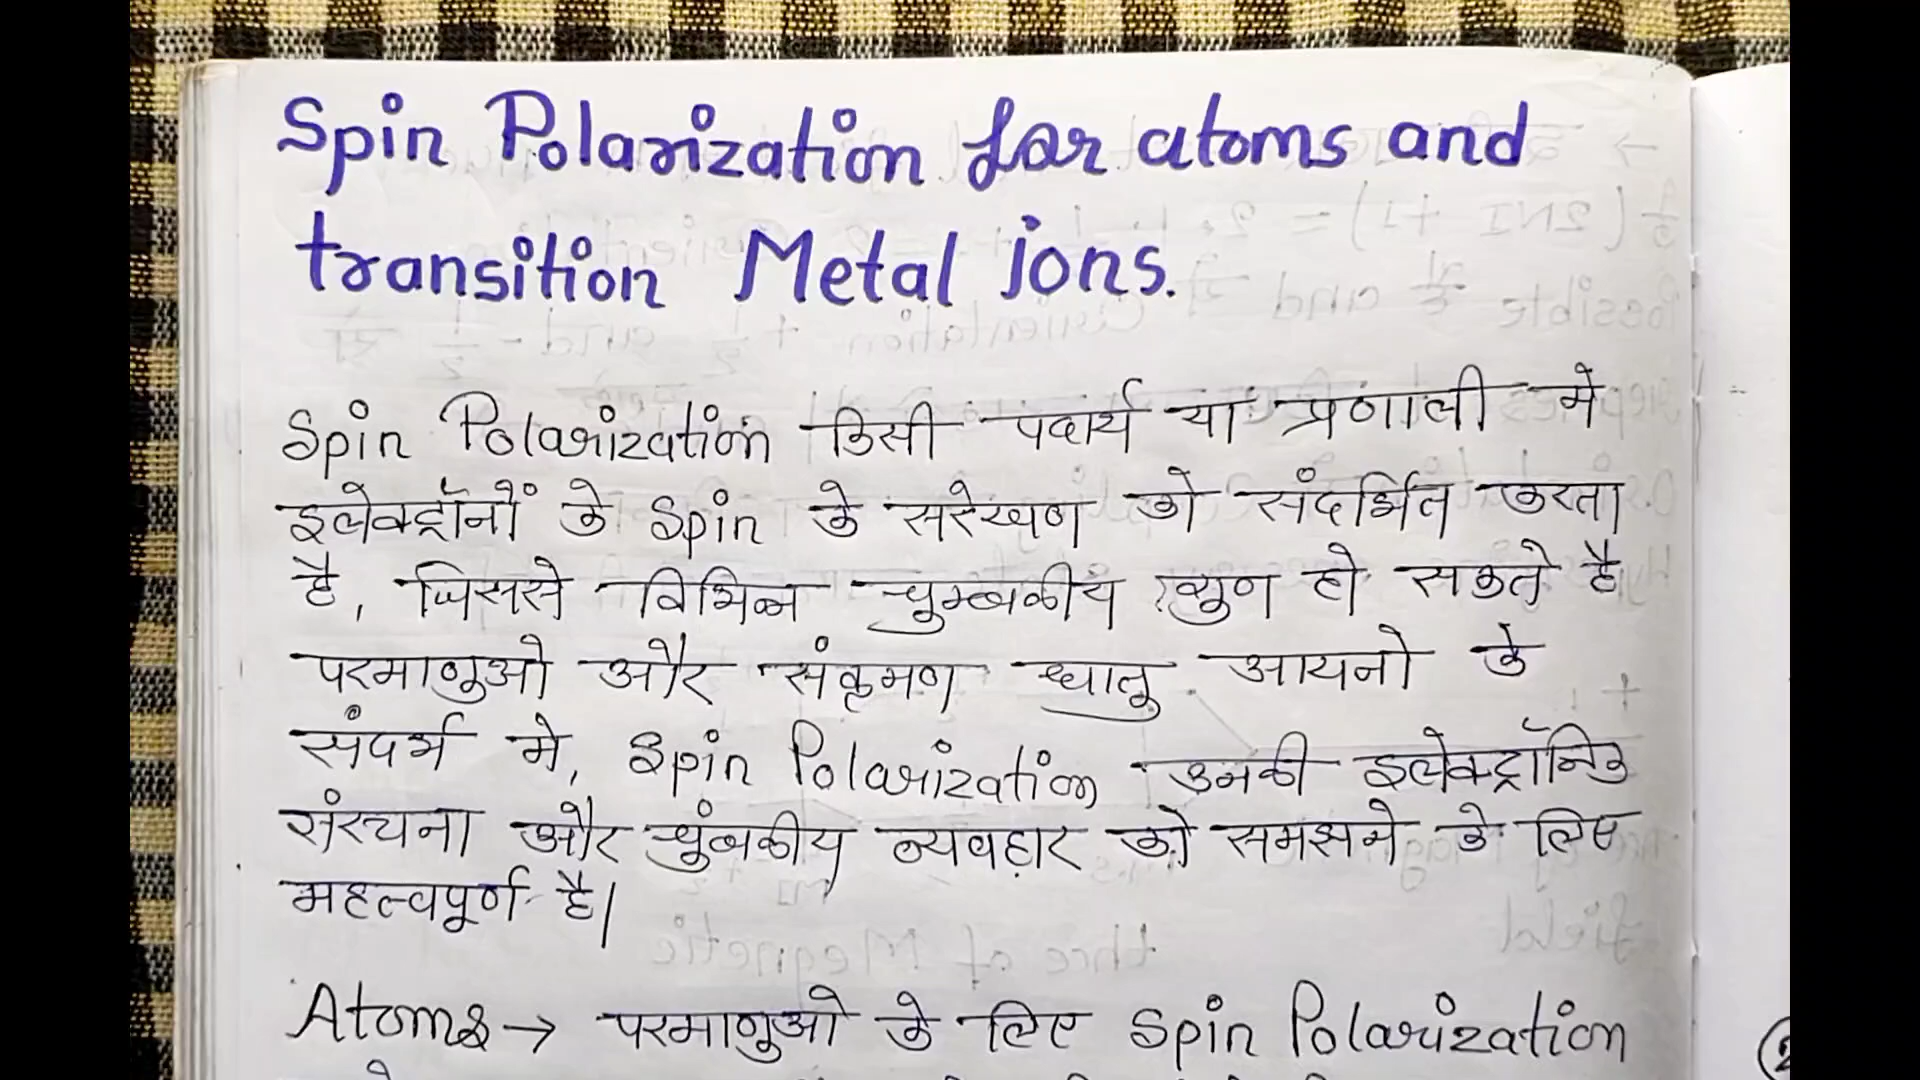 Spin Polarization for atoms and
transition Metal ions.
Spin Polarization किसी पदार्थ या प्रणाली मे
इलेक्ट्रॉनों के Spin के सरेखण को संदर्भित करता
है, जिससे विभिन्न चुम्बकीय गुण हो सकते है
परमाणुओ और संक्रमण धातु आयनो के
संदर्भ मे, Spin Polarization उनकी इलेक्ट्रॉनिक
संरचना और चुंबकीय व्यवहार को समझने के लिए
महत्वपूर्ण है।
Atoms → परमाणुओ के लिए Spin Polarization